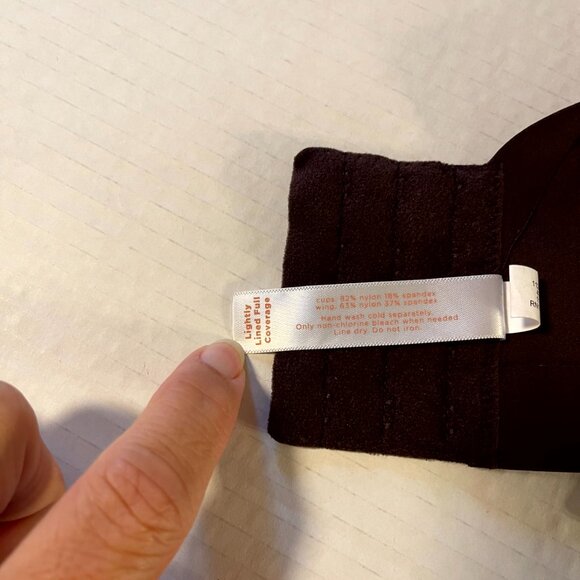 Lightly
Lined Full
Coverage
cups: 82% nylon 18% spandex
wing: 63% nylon 37% spandex
Hand wash cold separately.
Only non-chlorine bleach when needed
Line dry. Do not iron.
RN